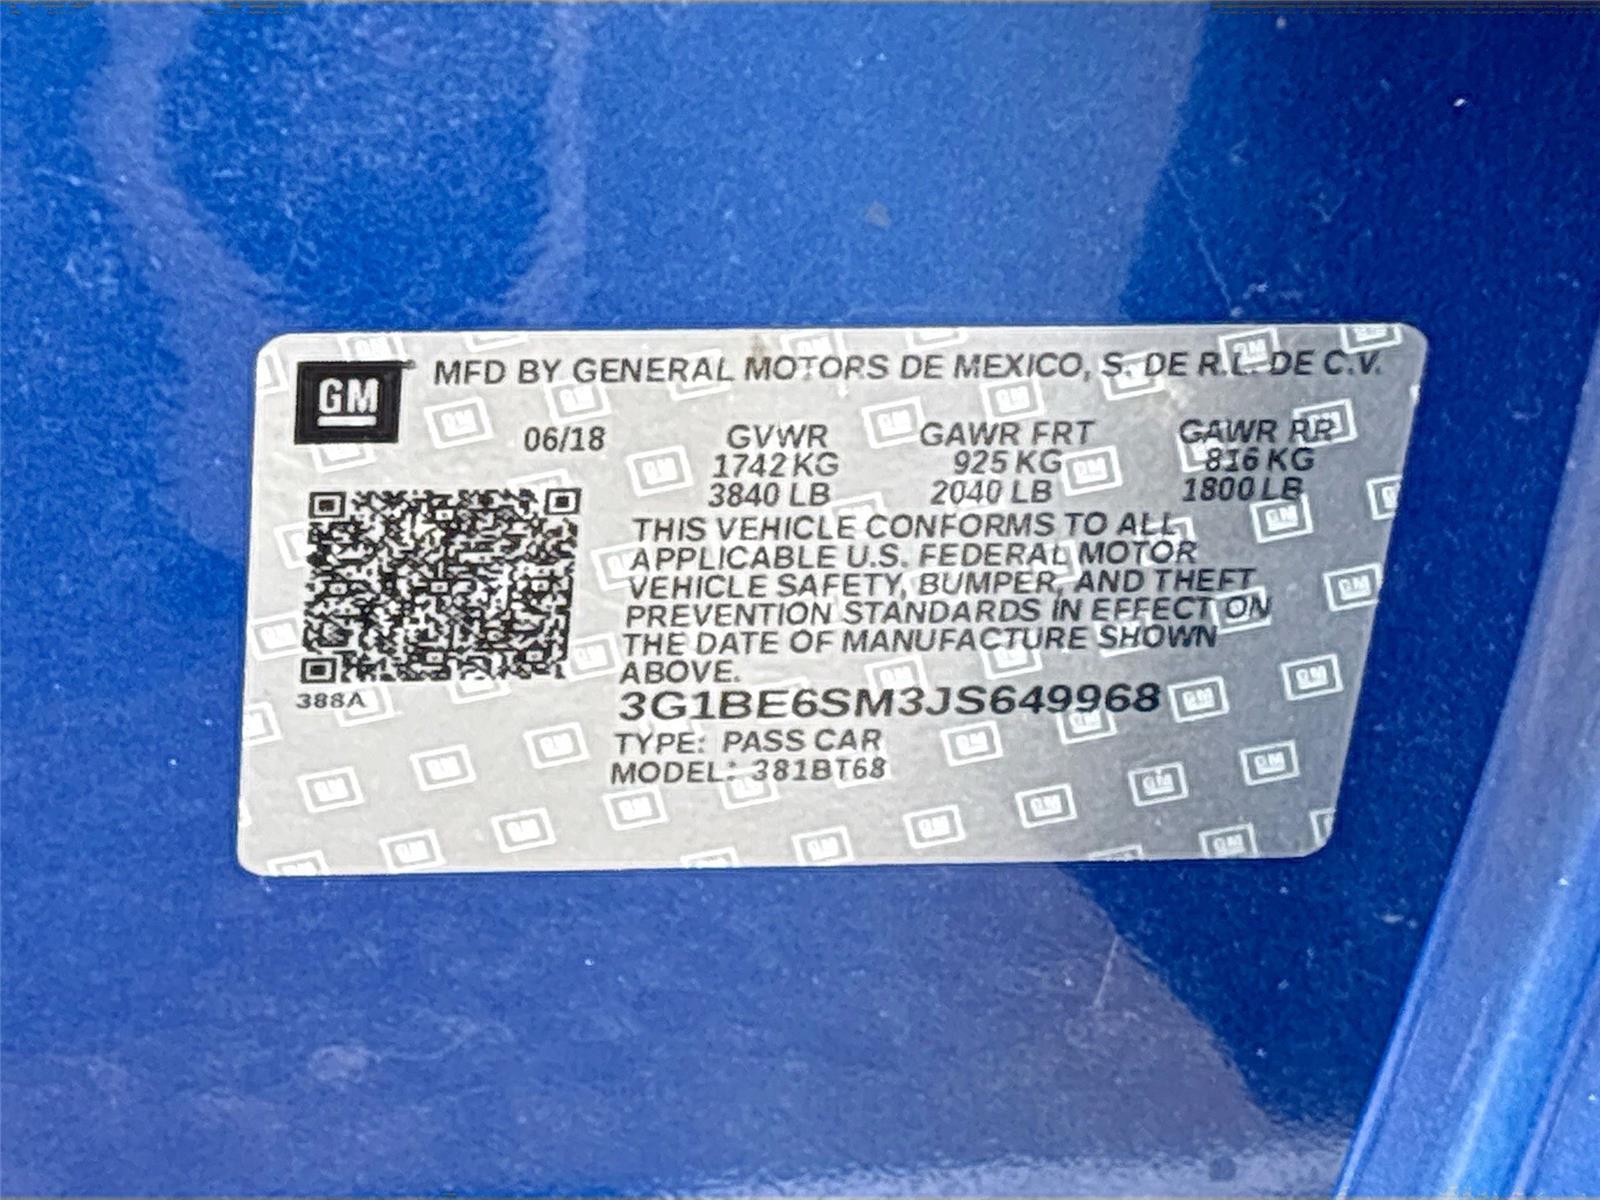 GM MFD BY GENERAL MOTORS DE MEXICO, S. DE R.L. DE C.V.
06/18 GVWR GAWR FRT GAWR RR
1742 KG 925 KG 816 KG
3840 LB 2040 LB 1800 LB
THIS VEHICLE CONFORMS TO ALL
APPLICABLE U.S. FEDERAL MOTOR
VEHICLE SAFETY, BUMPER, AND THEFT
PREVENTION STANDARDS IN EFFECT ON
THE DATE OF MANUFACTURE SHOWN
ABOVE.
388A
3G1BE6SM3JS649968
TYPE: PASS CAR
MODEL: 381BT68